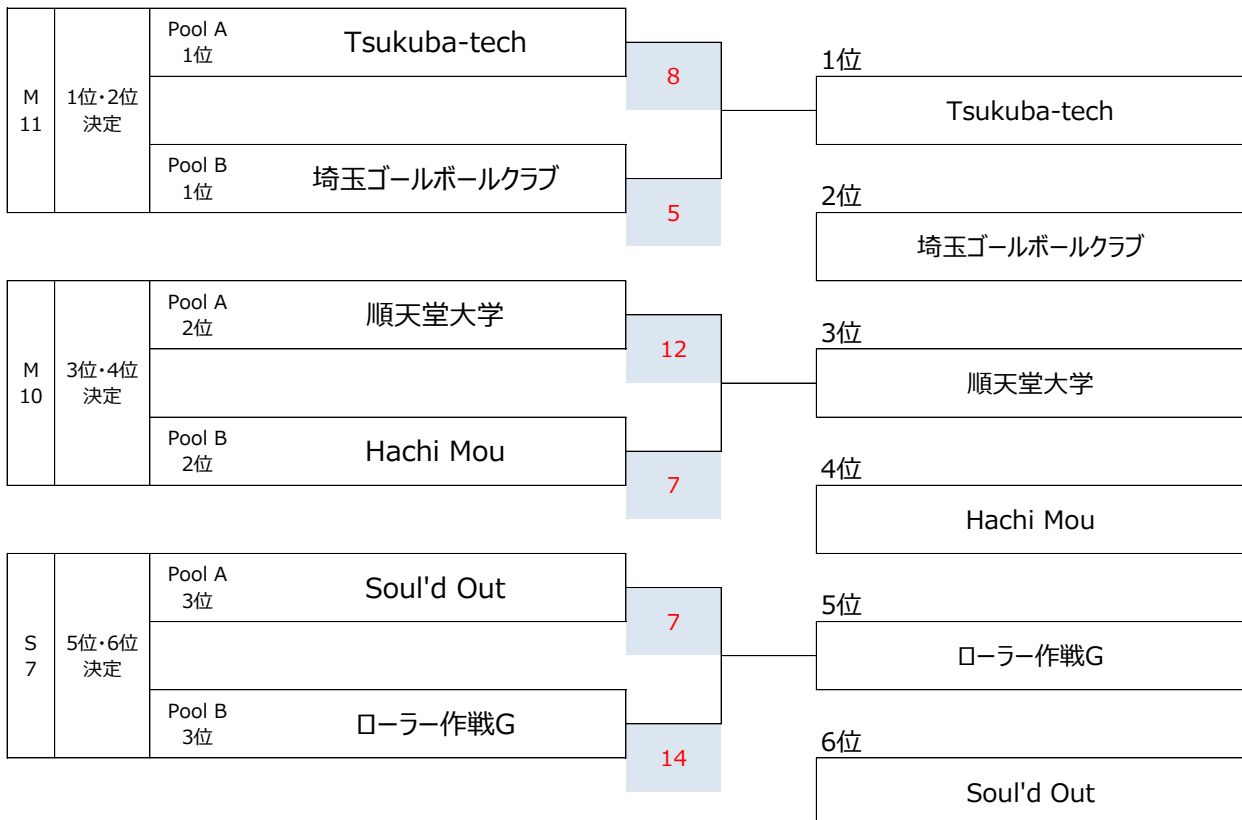 Pool A
1位
Tsukuba-tech
8
M
11
1位・2位
決定
Pool B
1位
埼玉ゴールボールクラブ
5
1位
Tsukuba-tech
2位
埼玉ゴールボールクラブ
Pool A
2位
順天堂大学
12
M
10
3位・4位
決定
Pool B
2位
Hachi Mou
7
3位
順天堂大学
4位
Hachi Mou
Pool A
3位
Soul'd Out
7
S
7
5位・6位
決定
Pool B
3位
ローラー作戦G
14
5位
ローラー作戦G
6位
Soul'd Out